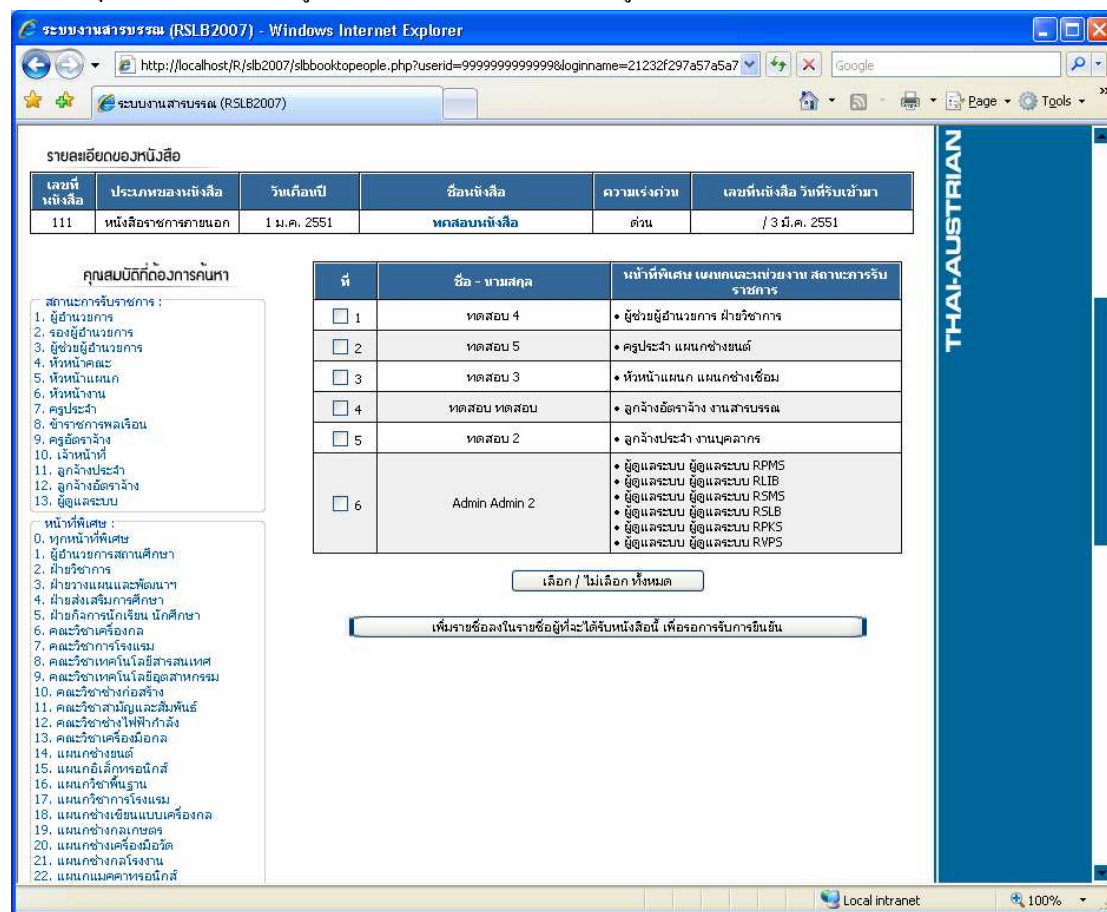 ระบบงานสารบรรณ (RSLB2007) - Windows Internet Explorer
http://localhost/R/slb2007/slbbooktopeople.php?userid=9999999999999&loginname=21232f297a57a5a7
Google
ระบบงานสารบรรณ (RSLB2007)
Page
Tools
THAI-AUSTRIAN
รายละเอียดของหนังสือ
เลขที่หนังสือ ประเภทของหนังสือ วันเดือนปี ชื่อหนังสือ ความเร่งด่วน เลขที่หนังสือ วันที่รับเข้ามา
111 หนังสือราชการภายนอก 1 ม.ค. 2551 ทดสอบหนังสือ ด่วน / 3 มี.ค. 2551
คุณสมบัติที่ต้องการค้นหา
สถานะการรับราชการ :
1. ผู้อำนวยการ
2. รองผู้อำนวยการ
3. ผู้ช่วยผู้อำนวยการ
4. หัวหน้าคณะ
5. หัวหน้าแผนก
6. หัวหน้างาน
7. ครูประจำ
8. ข้าราชการพลเรือน
9. ครูอัตราจ้าง
10. เจ้าหน้าที่
11. ลูกจ้างประจำ
12. ลูกจ้างอัตราจ้าง
13. ผู้ดูแลระบบ
หน้าที่พิเศษ :
0. ทุกหน้าที่พิเศษ
1. ผู้อำนวยการสถานศึกษา
2. ฝ่ายวิชาการ
3. ฝ่ายวางแผนและพัฒนาฯ
4. ฝ่ายส่งเสริมการศึกษา
5. ฝ่ายกิจการนักเรียน นักศึกษา
6. คณะวิชาเครื่องกล
7. คณะวิชาการโรงแรม
8. คณะวิชาเทคโนโลยีสารสนเทศ
9. คณะวิชาเทคโนโลยีอุตสาหกรรม
10. คณะวิชาช่างก่อสร้าง
11. คณะวิชาสามัญและสัมพันธ์
12. คณะวิชาช่างไฟฟ้ากำลัง
13. คณะวิชาเครื่องมือกล
14. แผนกช่างยนต์
15. แผนกอิเล็กทรอนิกส์
16. แผนกวิชาพื้นฐาน
17. แผนกวิชาการโรงแรม
18. แผนกช่างเขียนแบบเครื่องกล
19. แผนกช่างกลเกษตร
20. แผนกช่างเครื่องมือวัด
21. แผนกช่างกลโรงงาน
22. แผนกแมคคาทรอนิกส์
ที่ ชื่อ - นามสกุล หน้าที่พิเศษ แผนกและหน่วยงาน สถานะการรับราชการ
1 ทดสอบ 4 • ผู้ช่วยผู้อำนวยการ ฝ่ายวิชาการ
2 ทดสอบ 5 • ครูประจำ แผนกช่างยนต์
3 ทดสอบ 3 • หัวหน้าแผนก แผนกช่างเชื่อม
4 ทดสอบ ทดสอบ • ลูกจ้างอัตราจ้าง งานสารบรรณ
5 ทดสอบ 2 • ลูกจ้างประจำ งานบุคลากร
6 Admin Admin 2 • ผู้ดูแลระบบ ผู้ดูแลระบบ RPMS
• ผู้ดูแลระบบ ผู้ดูแลระบบ RLIB
• ผู้ดูแลระบบ ผู้ดูแลระบบ RSMS
• ผู้ดูแลระบบ ผู้ดูแลระบบ RSLB
• ผู้ดูแลระบบ ผู้ดูแลระบบ RPKS
• ผู้ดูแลระบบ ผู้ดูแลระบบ RVPS
เลือก / ไม่เลือก ทั้งหมด
เพิ่มรายชื่อลงในรายชื่อผู้ที่จะได้รับหนังสือนี้ เพื่อรอการรับการยืนยัน
Local intranet
100%